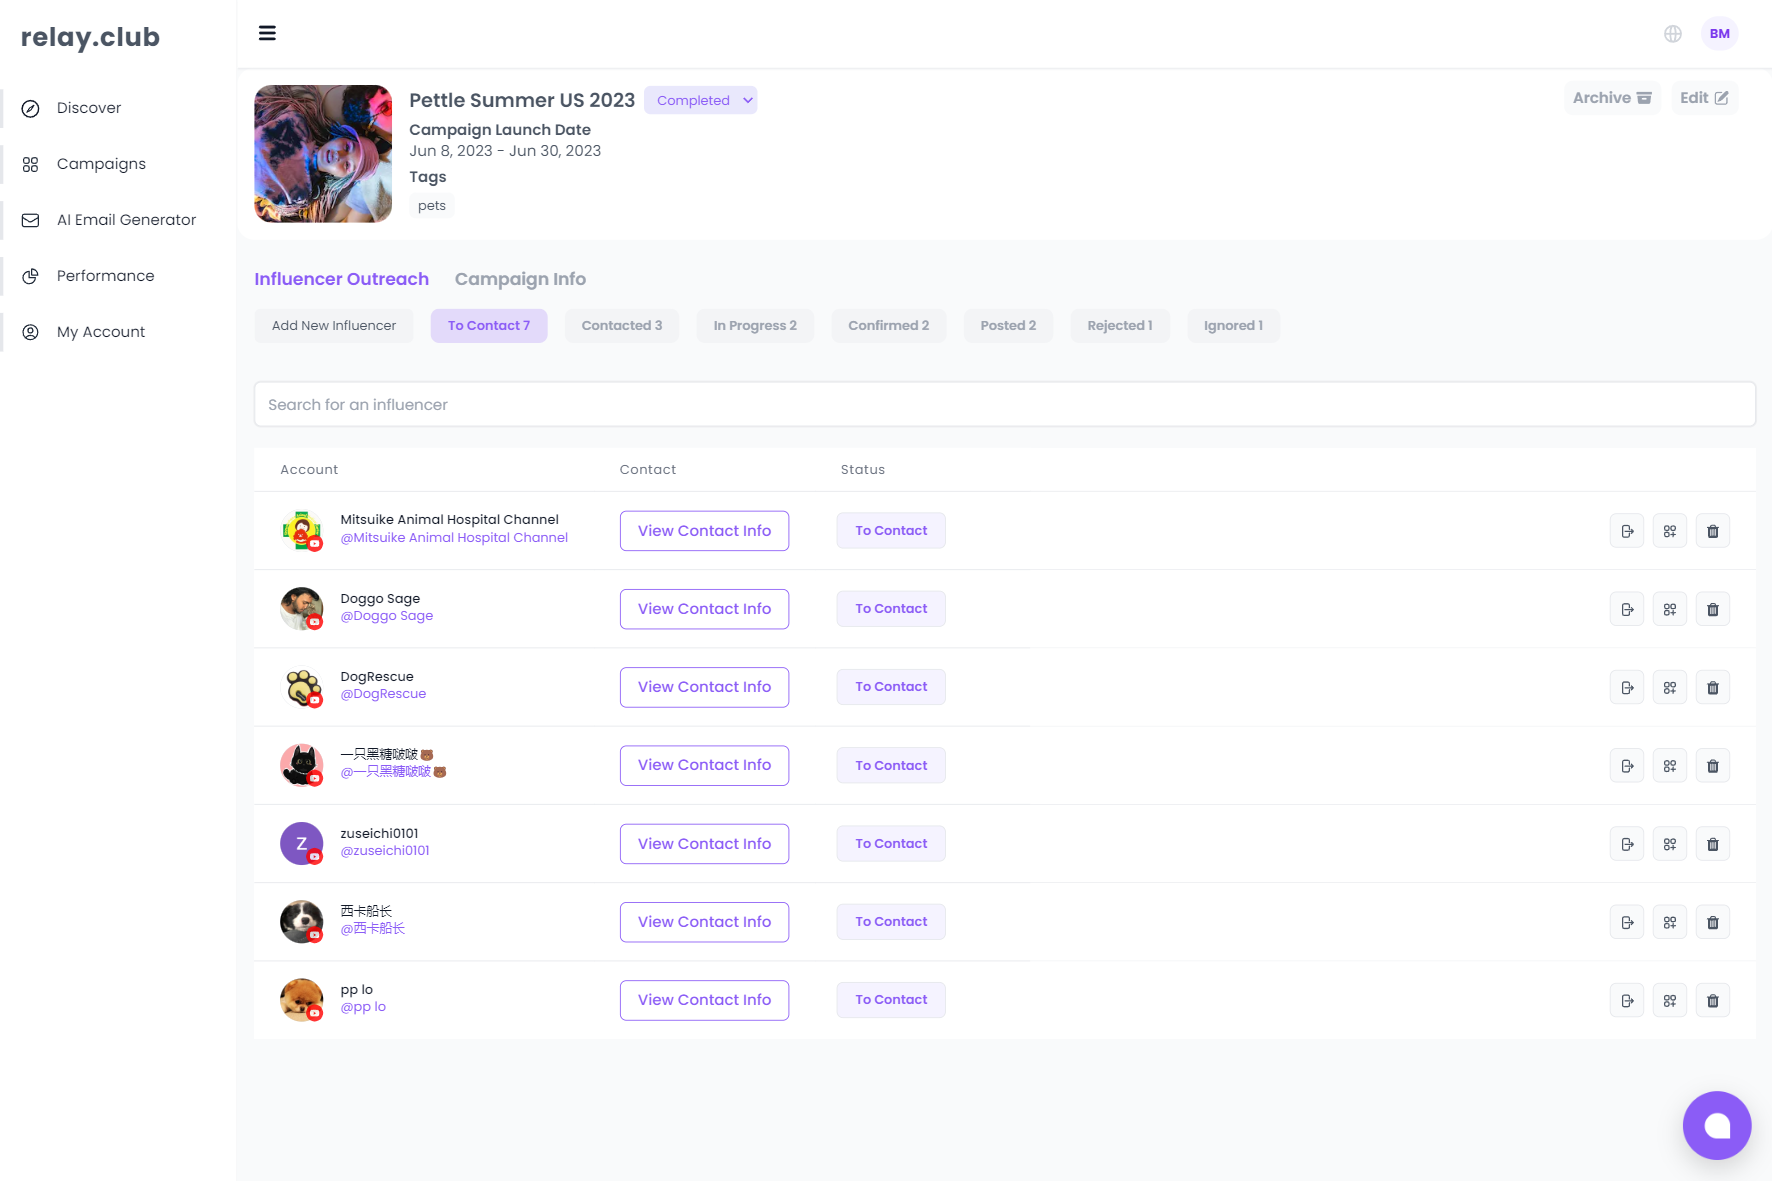 relay.club
Discover
Campaigns
AI Email Generator
Performance
My Account
BM
Pettle Summer US 2023
Completed
Archive
Edit
Campaign Launch Date
Jun 8, 2023 - Jun 30, 2023
Tags
pets
Influencer Outreach
Campaign Info
Add New Influencer
To Contact 7
Contacted 3
In Progress 2
Confirmed 2
Posted 2
Rejected 1
Ignored 1
Search for an influencer
Account
Contact
Status
Mitsuike Animal Hospital Channel
@Mitsuike Animal Hospital Channel
View Contact Info
To Contact
Doggo Sage
@Doggo Sage
View Contact Info
To Contact
DogRescue
@DogRescue
View Contact Info
To Contact
一只黑糖啵啵🐻
@一只黑糖啵啵🐻
View Contact Info
To Contact
Z
zuseichi0101
@zuseichi0101
View Contact Info
To Contact
西卡船长
@西卡船长
View Contact Info
To Contact
pp lo
@pp lo
View Contact Info
To Contact